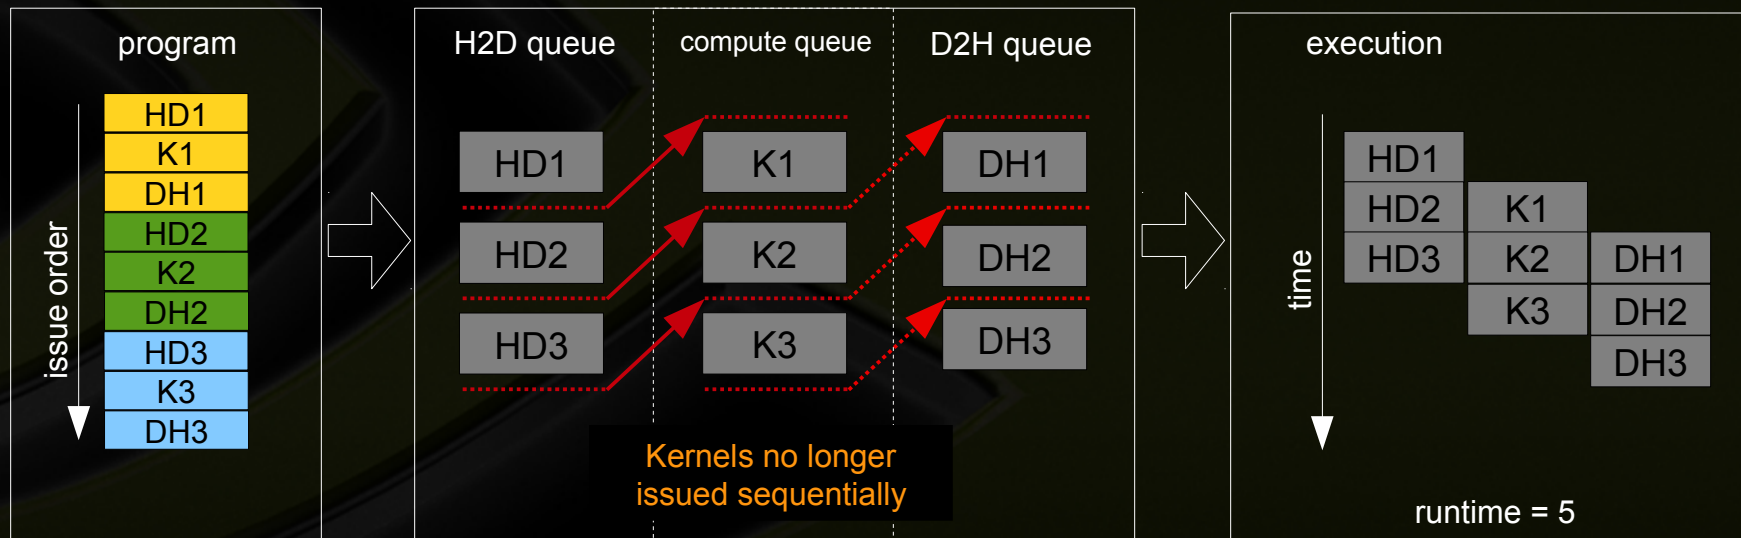 program
issue order
HD1
K1
DH1
HD2
K2
DH2
HD3
K3
DH3
H2D queue
HD1
HD2
HD3
compute queue
K1
K2
K3
D2H queue
DH1
DH2
DH3
Kernels no longer
issued sequentially
execution
time
HD1
HD2 K1
HD3 K2 DH1
K3 DH2
DH3
runtime = 5